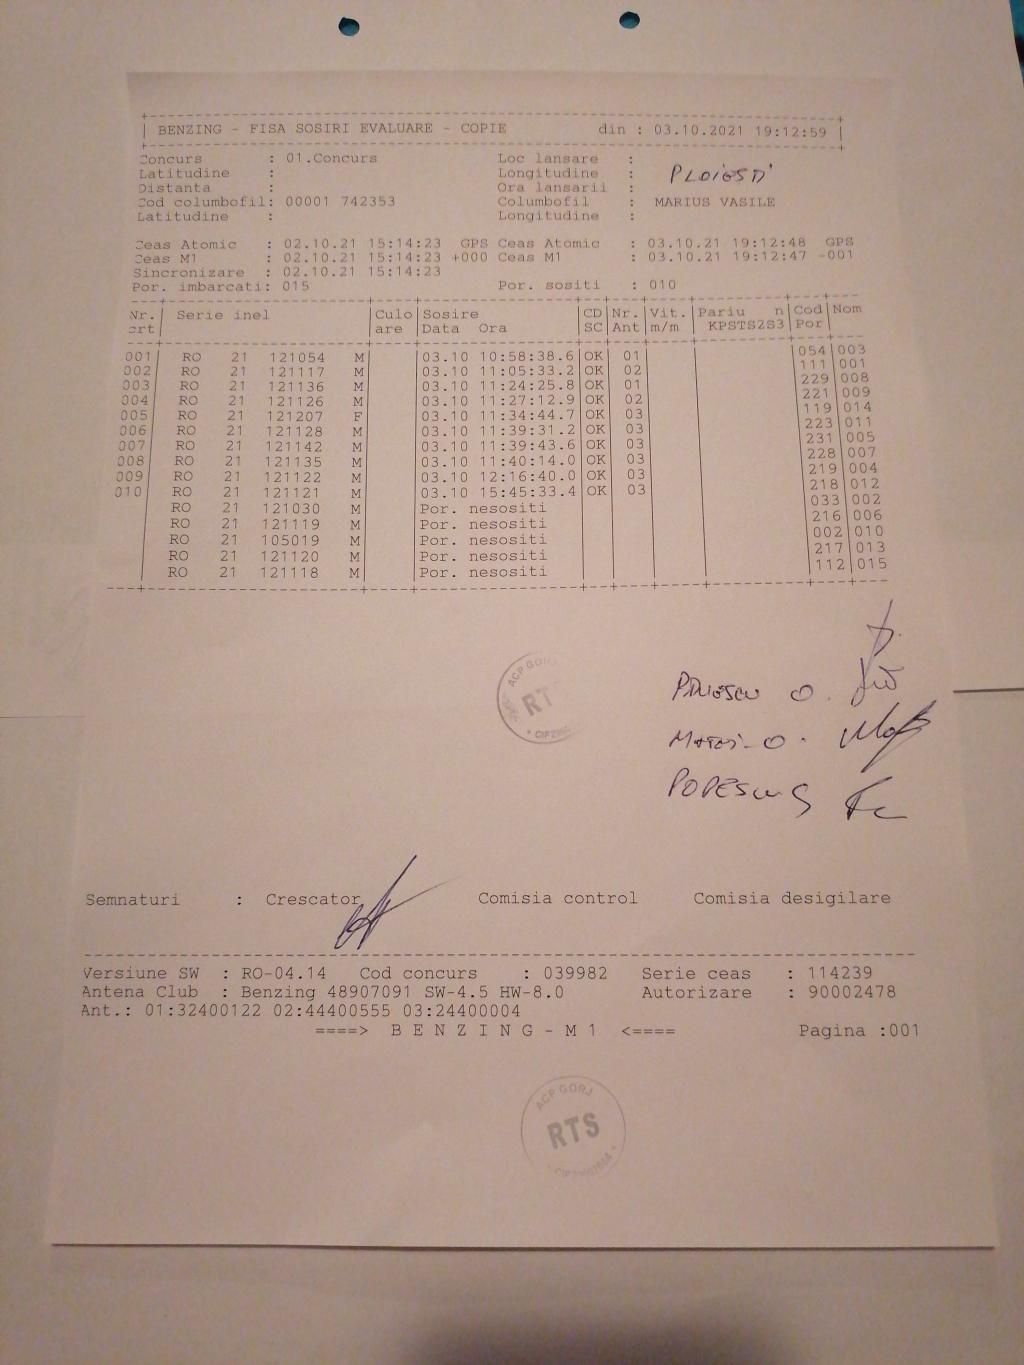 BENZING - FISA SOSIRI EVALUARE - COPIE din : 03.10.2021 19:12:59
Concurs : 01.Concurs Loc lansare :
Latitudine : Longitudine : PLOIESTI
Distanta : Ora lansarii :
Cod columbofil: 00001 742353 Columbofil : MARIUS VASILE
Latitudine : Longitudine :
Ceas Atomic : 02.10.21 15:14:23 GPS Ceas Atomic : 03.10.21 19:12:48 GPS
Ceas M1 : 02.10.21 15:14:23 +000 Ceas M1 : 03.10.21 19:12:47 -001
Sincronizare : 02.10.21 15:14:23
Por. imbarcati: 015 Por. sositi : 010
Nr. Serie inel Culo Sosire CD Nr. Vit. Pariu n Cod Nom
crt are Data Ora SC Ant m/m KPSTS2S3 Por
001 RO 21 121054 M 03.10 10:58:38.6 OK 01 054 003
002 RO 21 121117 M 03.10 11:05:33.2 OK 02 111 001
003 RO 21 121136 M 03.10 11:24:25.8 OK 01 229 008
004 RO 21 121126 M 03.10 11:27:12.9 OK 02 221 009
005 RO 21 121207 F 03.10 11:34:44.7 OK 03 119 014
006 RO 21 121128 M 03.10 11:39:31.2 OK 03 223 011
007 RO 21 121142 M 03.10 11:39:43.6 OK 03 231 005
008 RO 21 121135 M 03.10 11:40:14.0 OK 03 228 007
009 RO 21 121122 M 03.10 12:16:40.0 OK 03 219 004
010 RO 21 121121 M 03.10 15:45:33.4 OK 03 218 012
RO 21 121030 M Por. nesositi 033 002
RO 21 121119 M Por. nesositi 216 006
RO 21 105019 M Por. nesositi 002 010
RO 21 121120 M Por. nesositi 217 013
RO 21 121118 M Por. nesositi 112 015
ACP GORJ
RTS
O.
O.
POPESCU
Semnaturi : Crescator Comisia control Comisia desigilare
Versiune SW : RO-04.14 Cod concurs : 039982 Serie ceas : 114239
Antena Club : Benzing 48907091 SW-4.5 HW-8.0 Autorizare : 90002478
Ant.: 01:32400122 02:44400555 03:24400004
====> B E N Z I N G - M 1 <==== Pagina :001
ACP GORJ
RTS